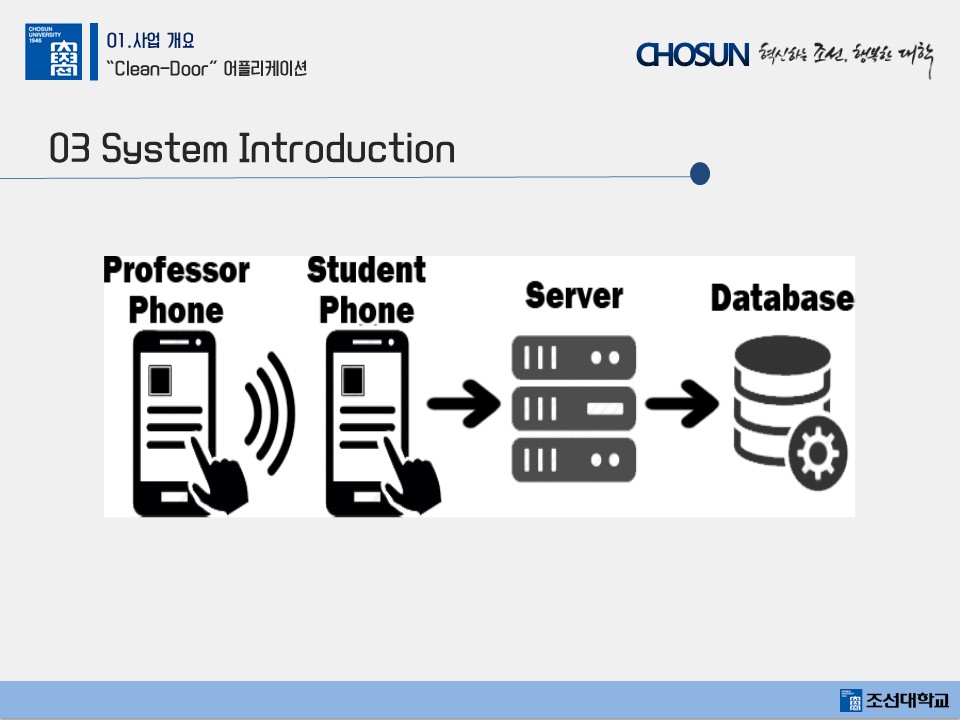 CHOSUN
UNIVERSITY
1946
01.사업 개요
“Clean-Door” 어플리케이션
CHOSUN 혁신하는 조선, 행복한 대학
03 System Introduction
Professor
Phone
Student
Phone
Server
Database
조선대학교